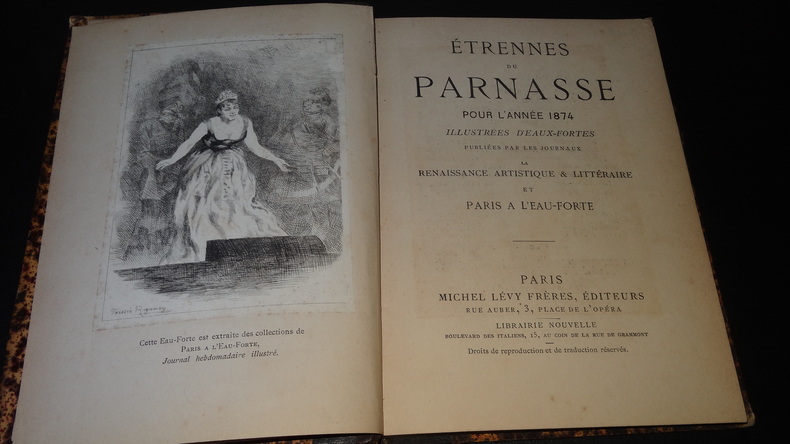 Cette Eau-Forte est extraite des collections de
PARIS A L'EAU-FORTE,
Journal hebdomadaire illustré.
ÉTRENNES
DU
PARNASSE
POUR L'ANNÉE 1874
ILLUSTRÉES D'EAUX-FORTES
PUBLIÉES PAR LES JOURNAUX
LA
RENAISSANCE ARTISTIQUE & LITTÉRAIRE
ET
PARIS A L'EAU-FORTE
PARIS
MICHEL LÉVY FRÈRES, ÉDITEURS
RUE AUBER, 3, PLACE DE L'OPÉRA
LIBRAIRIE NOUVELLE
BOULEVARD DES ITALIENS, 15, AU COIN DE LA RUE DE GRAMMONT
Droits de reproduction et de traduction réservés.